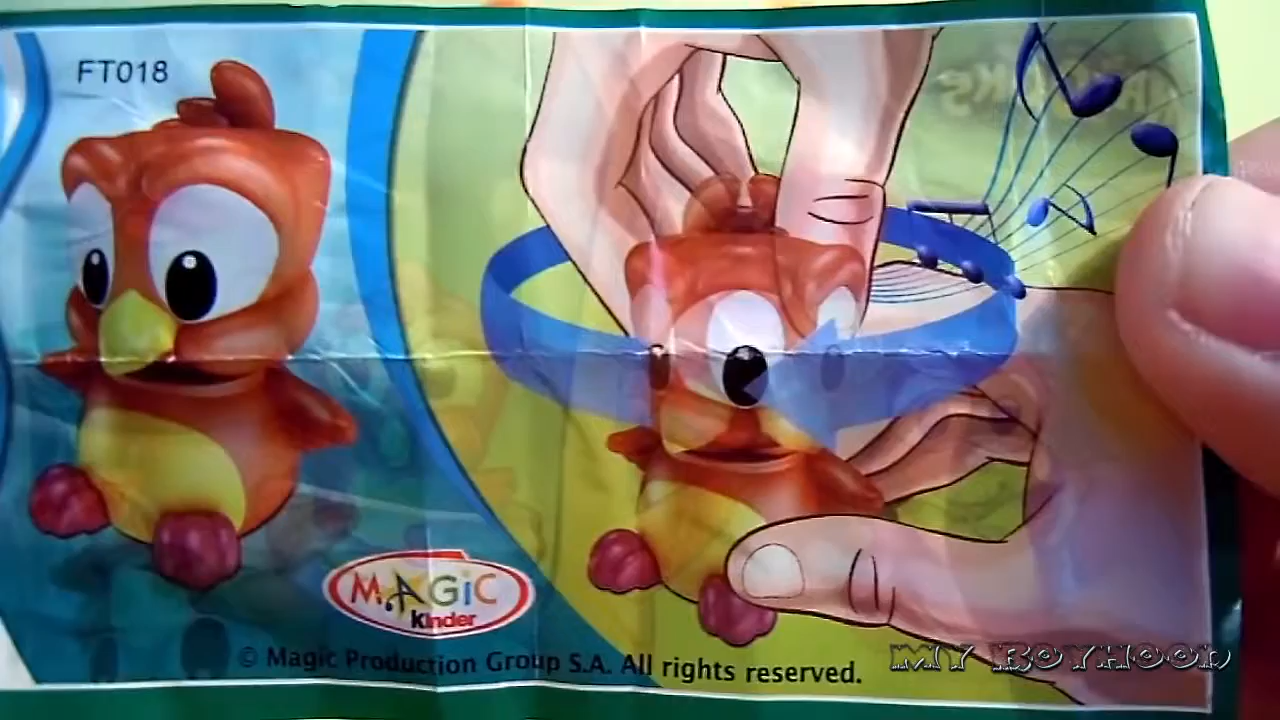 FT018
MAGiC
kinder
© Magic Production Group S.A. All rights reserved.
MY BOYHOOD